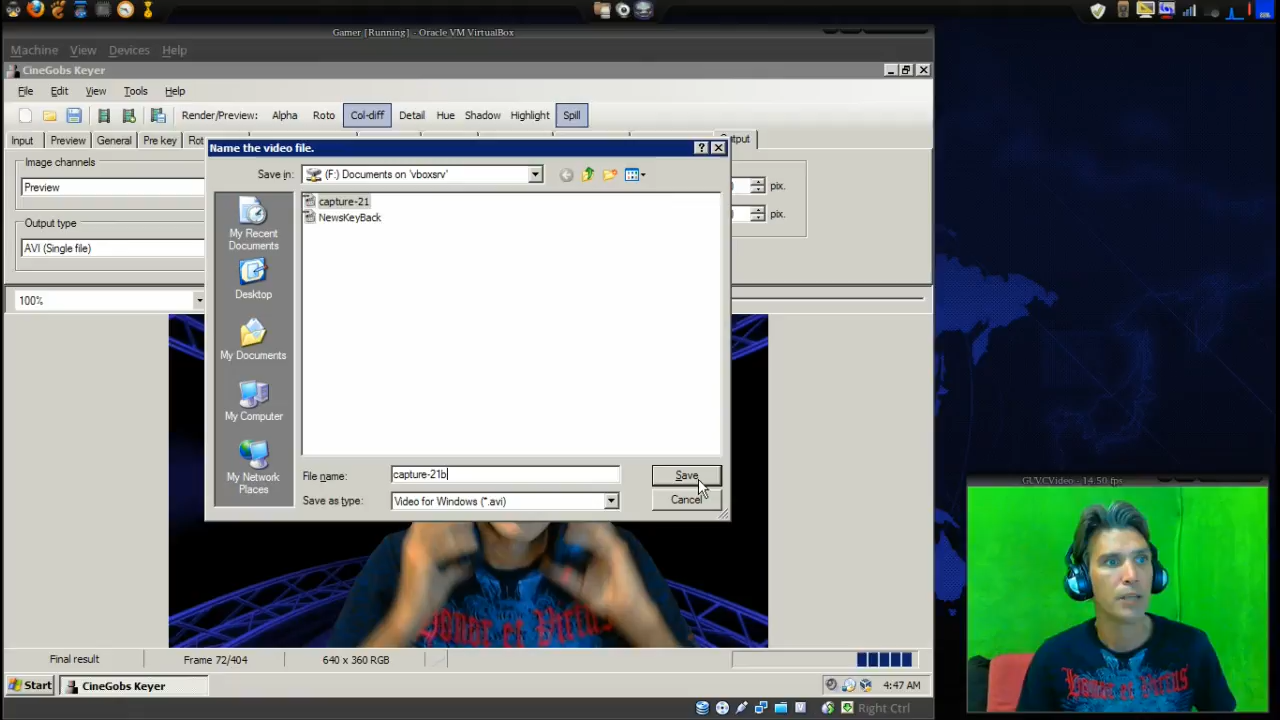 Gamer [Running] - Oracle VM VirtualBox
Machine View Devices Help
CineGobs Keyer
File Edit View Tools Help
Render/Preview: Alpha Roto Col-diff Detail Hue Shadow Highlight Spill
Input Preview General Pre key
Image channels
Preview
pix.
pix.
Output type
AVI (Single file)
100%
Name the video file.
Save in: (F:) Documents on 'vboxsrv'
capture-21
NewsKeyBack
My Recent
Documents
Desktop
My Documents
My Computer
My Network
Places
File name: capture-21b Save
Save as type: Video for Windows (*.avi) Cancel
GUVCVideo - 14.50 fps
Final result Frame 72/404 640 x 360 RGB
Start CineGobs Keyer 4:47 AM
Right Ctrl